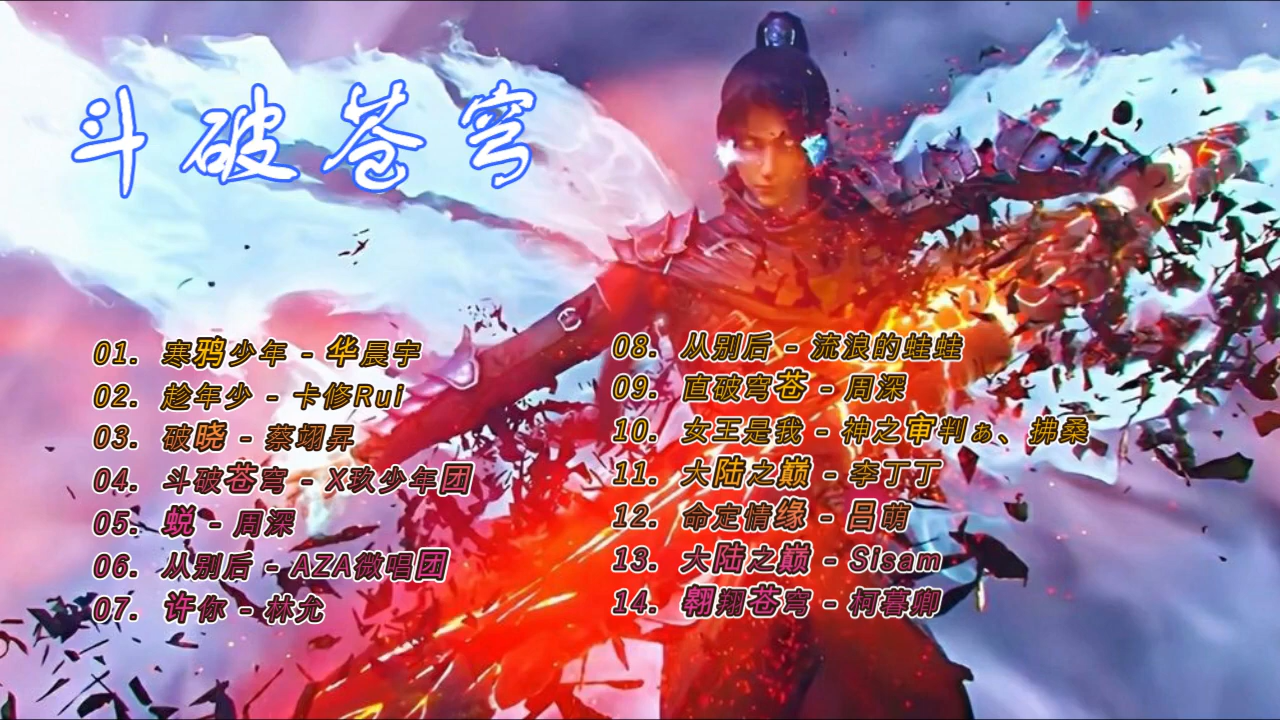 斗破苍穹
01. 寒鸦少年 - 华晨宇
02. 趁年少 - 卡修Rui
03. 破晓 - 蔡翊昇
04. 斗破苍穹 - X玖少年团
05. 蜕 - 周深
06. 从别后 - AZA微唱团
07. 许你 - 林允
08. 从别后 - 流浪的蛙蛙
09. 直破穹苍 - 周深
10. 女王是我 - 神之审判ぁ、拂桑
11. 大陆之巅 - 李丁丁
12. 命定情缘 - 吕萌
13. 大陆之巅 - Sisam
14. 翱翔苍穹 - 柯暮卿